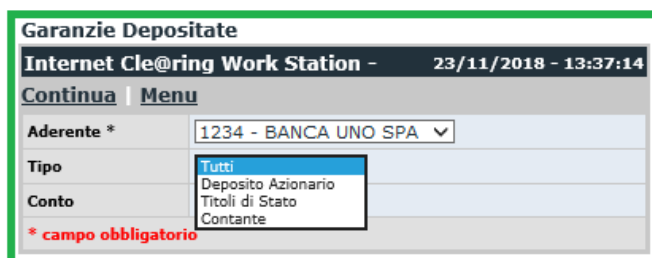 Garanzie Depositate
Internet Cle@ring Work Station - 23/11/2018 - 13:37:14
Continua | Menu
Aderente * 1234 - BANCA UNO SPA
Tipo Tutti
Deposito Azionario
Conto Titoli di Stato
Contante
* campo obbligatorio